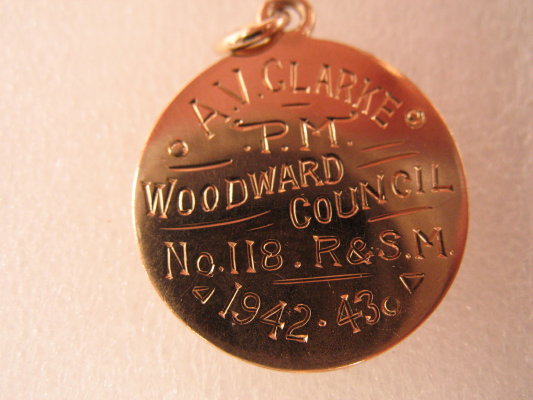 A.V. CLARKE
.P.M.
WOODWARD
COUNCIL
No. 118. R&S.M.
1942·43